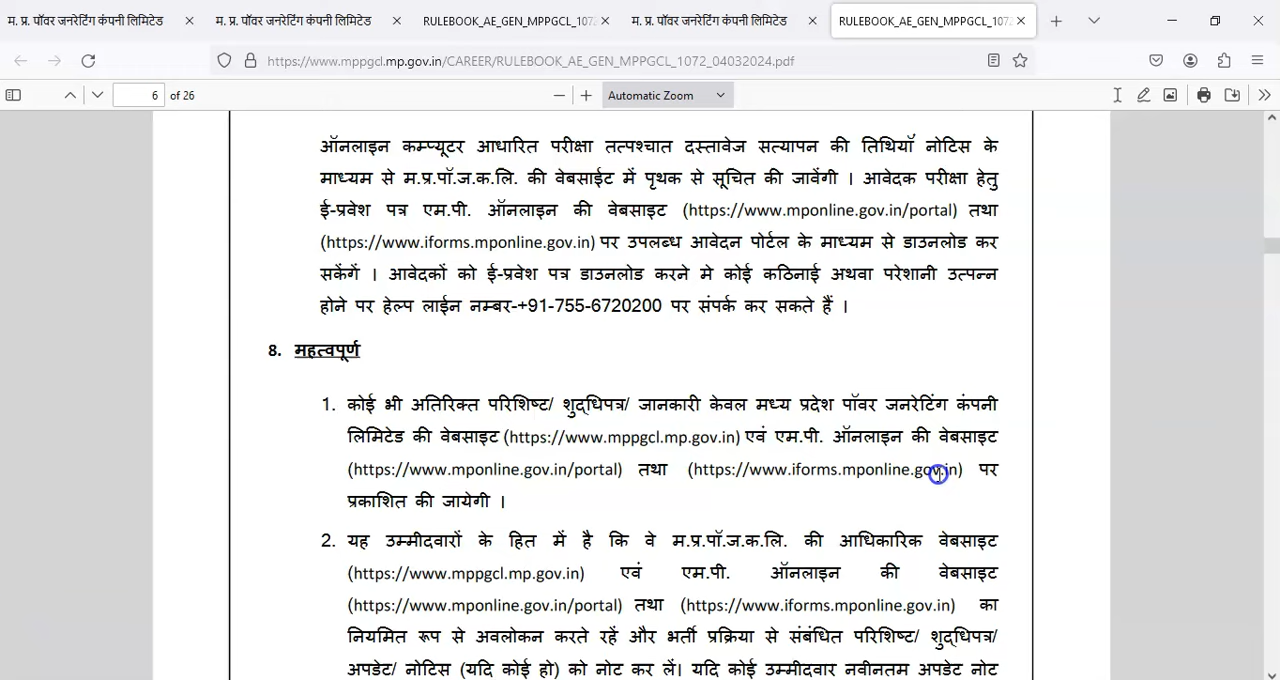 म. प्र. पॉवर जनरेटिंग कंपनी लिमिटेड
म. प्र. पॉवर जनरेटिंग कंपनी लिमिटेड
RULEBOOK_AE_GEN_MPPGCL_1072
म. प्र. पॉवर जनरेटिंग कंपनी लिमिटेड
RULEBOOK_AE_GEN_MPPGCL_1072
https://www.mppgcl.mp.gov.in/CAREER/RULEBOOK_AE_GEN_MPPGCL_1072_04032024.pdf
6 of 26
Automatic Zoom
ऑनलाइन कम्प्यूटर आधारित परीक्षा तत्पश्चात दस्तावेज सत्यापन की तिथियॉं नोटिस के
माध्यम से म.प्र.पॉ.ज.क.लि. की वेबसाईट में पृथक से सूचित की जावेंगी । आवेदक परीक्षा हेतु
ई-प्रवेश पत्र एम.पी. ऑनलाइन की वेबसाइट (https://www.mponline.gov.in/portal) तथा
(https://www.iforms.mponline.gov.in) पर उपलब्ध आवेदन पोर्टल के माध्यम से डाउनलोड कर
सकेंगें । आवेदकों को ई-प्रवेश पत्र डाउनलोड करने मे कोई कठिनाई अथवा परेशानी उत्पन्न
होने पर हेल्प लाईन नम्बर-+91-755-6720200 पर संपर्क कर सकते हैं ।
8. महत्वपूर्ण
1. कोई भी अतिरिक्त परिशिष्ट/ शुद्धिपत्र/ जानकारी केवल मध्य प्रदेश पॉवर जनरेटिंग कंपनी
लिमिटेड की वेबसाइट (https://www.mppgcl.mp.gov.in) एवं एम.पी. ऑनलाइन की वेबसाइट
(https://www.mponline.gov.in/portal) तथा (https://www.iforms.mponline.gov.in) पर
प्रकाशित की जायेगी ।
2. यह उम्मीदवारों के हित में है कि वे म.प्र.पॉ.ज.क.लि. की आधिकारिक वेबसाइट
(https://www.mppgcl.mp.gov.in) एवं एम.पी. ऑनलाइन की वेबसाइट
(https://www.mponline.gov.in/portal) तथा (https://www.iforms.mponline.gov.in) का
नियमित रूप से अवलोकन करते रहें और भर्ती प्रक्रिया से संबंधित परिशिष्ट/ शुद्धिपत्र/
अपडेट/ नोटिस (यदि कोई हो) को नोट कर लें। यदि कोई उम्मीदवार नवीनतम अपडेट नोट